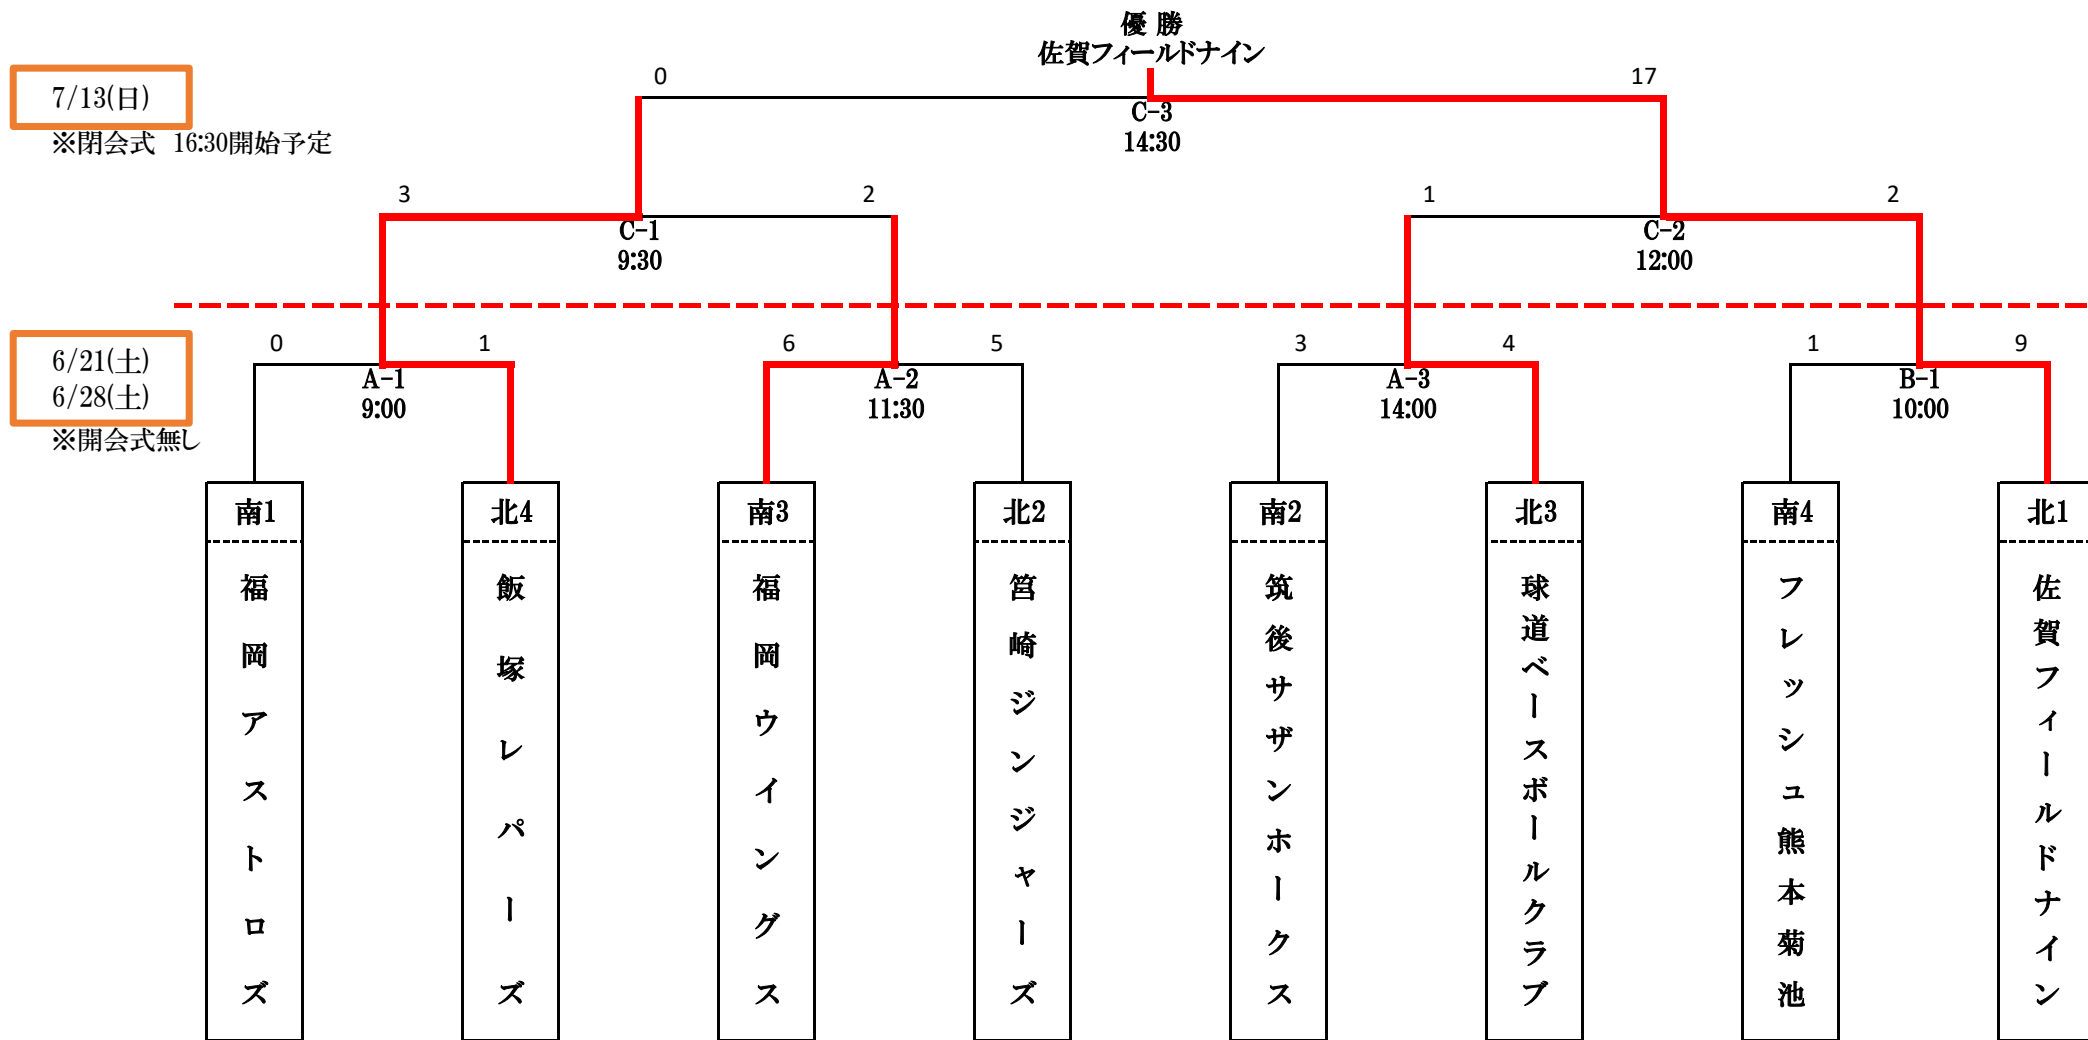 優 勝
佐賀フィールドナイン
7/13(日)
※閉会式 16:30開始予定
0
17
C-3
14:30
3
2
1
2
C-1
9:30
C-2
12:00
6/21(土)
6/28(土)
※開会式無し
0
1
6
5
3
4
1
9
A-1
9:00
A-2
11:30
A-3
14:00
B-1
10:00
南1
北4
南3
北2
南2
北3
南4
北1
福岡アストロズ
飯塚レパーズ
福岡ウイングス
筥崎ジンジャーズ
筑後サザンホークス
球道ベースボールクラブ
フレッシュ熊本菊池
佐賀フィールドナイン